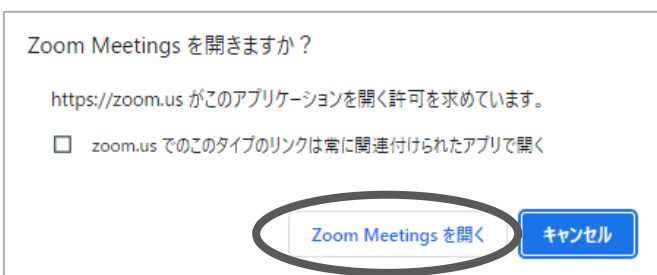 Zoom Meetings を開きますか？
https://zoom.us がこのアプリケーションを開く許可を求めています。
zoom.us でのこのタイプのリンクは常に関連付けられたアプリで開く
Zoom Meetings を開く キャンセル